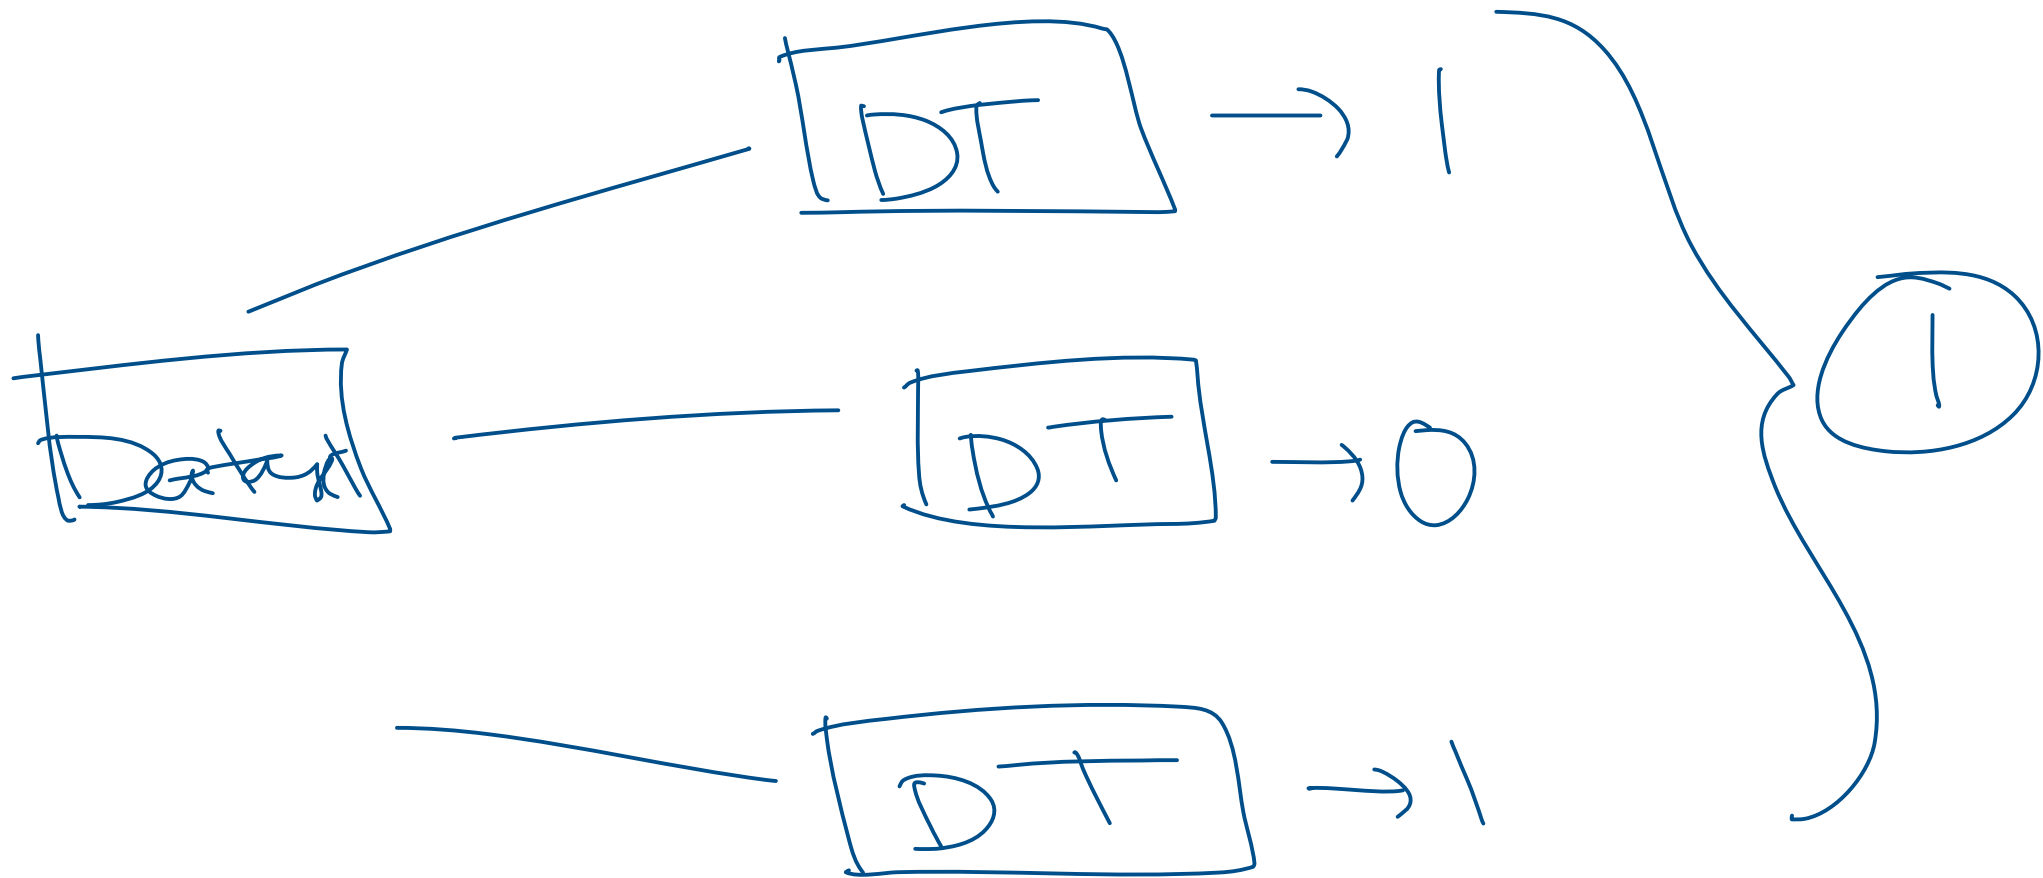 DT → 1
1
Dataset
DT → 0
DT → 1